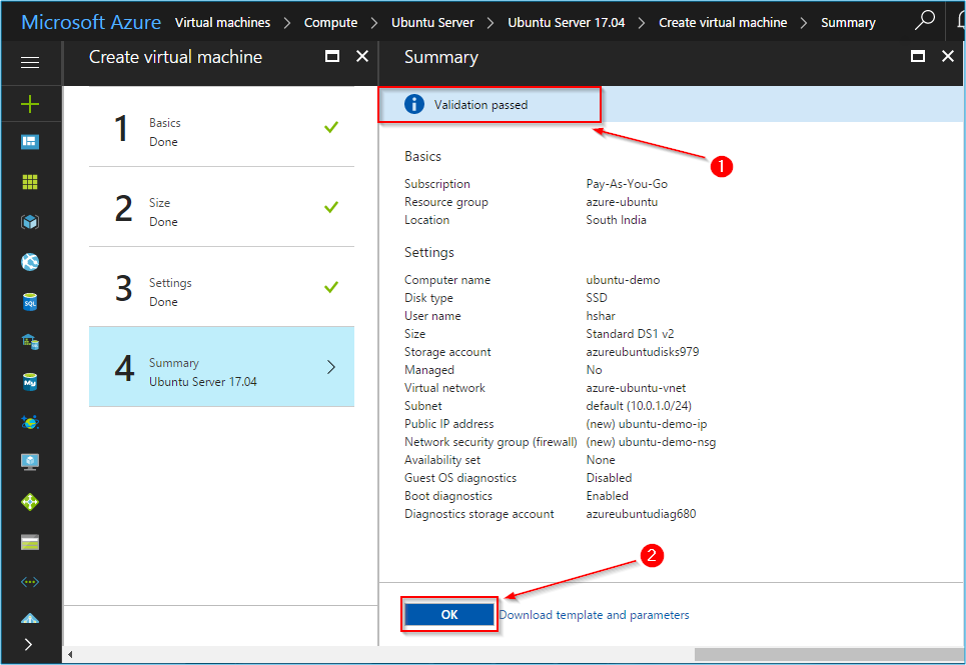 Microsoft Azure Virtual machines > Compute > Ubuntu Server > Ubuntu Server 17.04 > Create virtual machine > Summary
Create virtual machine
1 Basics
Done
2 Size
Done
3 Settings
Done
4 Summary
Ubuntu Server 17.04
Summary
Validation passed
1
Basics
Subscription Pay-As-You-Go
Resource group azure-ubuntu
Location South India
Settings
Computer name ubuntu-demo
Disk type SSD
User name hshar
Size Standard DS1 v2
Storage account azureubuntudisks979
Managed No
Virtual network azure-ubuntu-vnet
Subnet default (10.0.1.0/24)
Public IP address (new) ubuntu-demo-ip
Network security group (firewall) (new) ubuntu-demo-nsg
Availability set None
Guest OS diagnostics Disabled
Boot diagnostics Enabled
Diagnostics storage account azureubuntudiag680
2
OK Download template and parameters
SQL
My